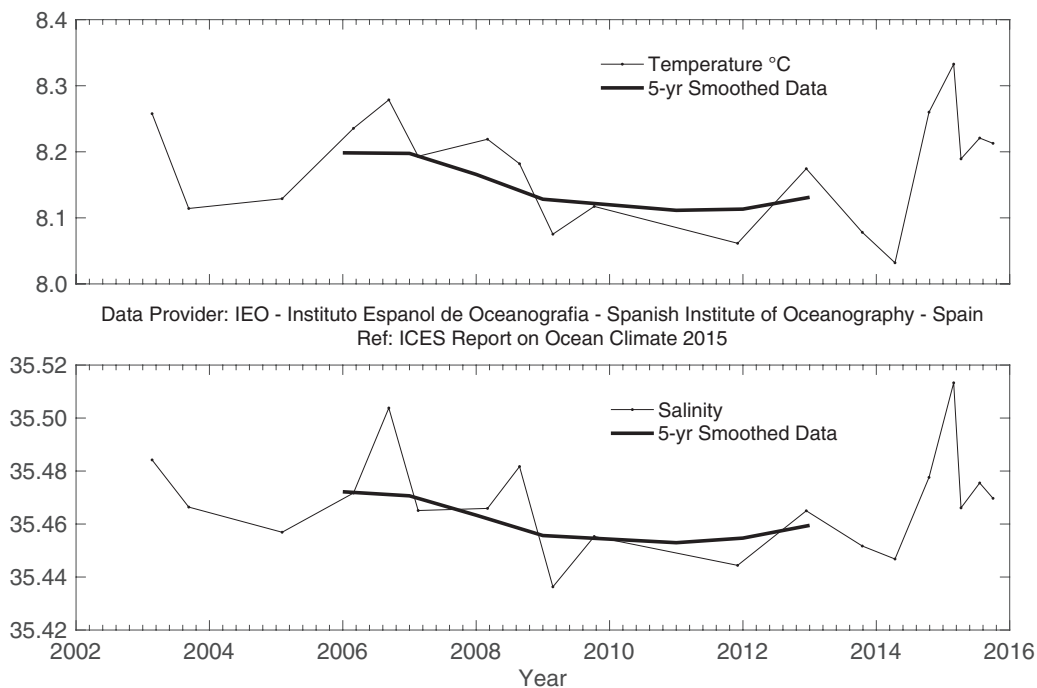 8.4
8.3
8.2
8.1
8.0
Temperature °C
5-yr Smoothed Data
Data Provider: IEO - Instituto Espanol de Oceanografia - Spanish Institute of Oceanography - Spain
Ref: ICES Report on Ocean Climate 2015
35.52
35.50
35.48
35.46
35.44
35.42
Salinity
5-yr Smoothed Data
2002 2004 2006 2008 2010 2012 2014 2016
Year